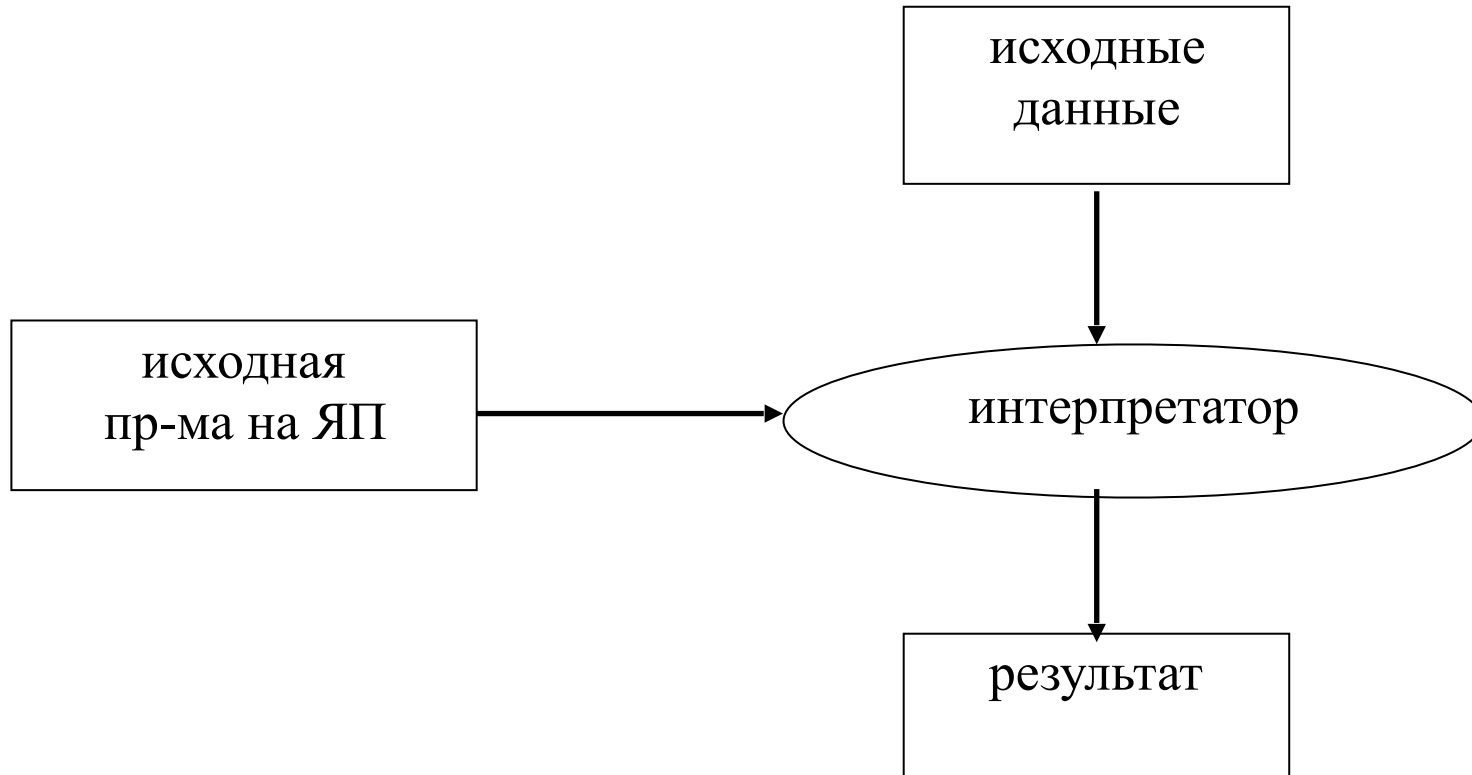 исходные
данные
исходная
пр-ма на ЯП
интерпретатор
результат